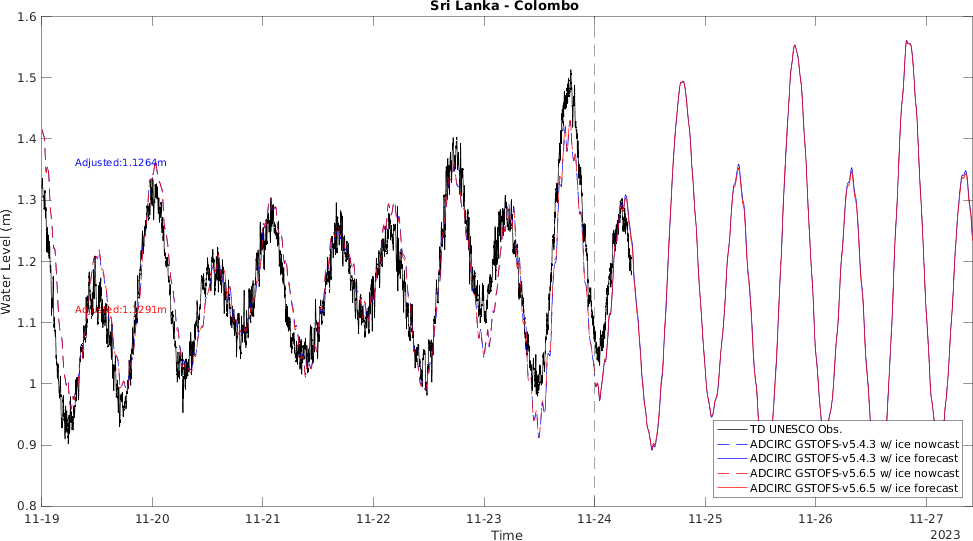 Sri Lanka - Colombo
Water Level (m)
1.6
1.5
1.4
1.3
1.2
1.1
1
0.9
0.8
Adjusted:1.1264m
Adjusted:1.1291m
TD UNESCO Obs.
ADCIRC GSTOFS-v5.4.3 w/ ice nowcast
ADCIRC GSTOFS-v5.4.3 w/ ice forecast
ADCIRC GSTOFS-v5.6.5 w/ ice nowcast
ADCIRC GSTOFS-v5.6.5 w/ ice forecast
11-19 11-20 11-21 11-22 11-23 11-24 11-25 11-26 11-27
Time
2023